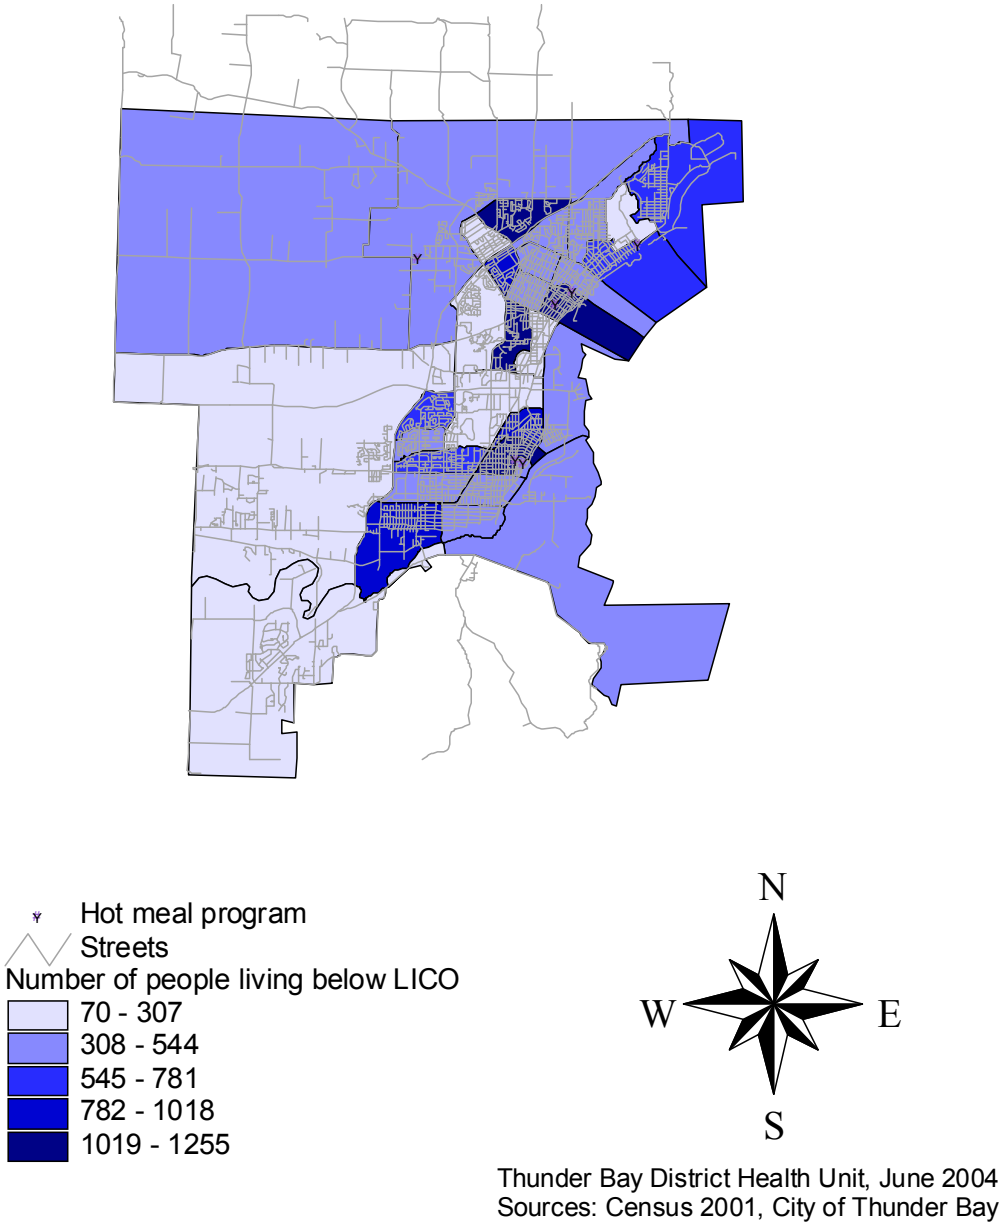 Hot meal program
Streets
Number of people living below LICO
70 - 307
308 - 544
545 - 781
782 - 1018
1019 - 1255
N
W
E
S
Thunder Bay District Health Unit, June 2004
Sources: Census 2001, City of Thunder Bay